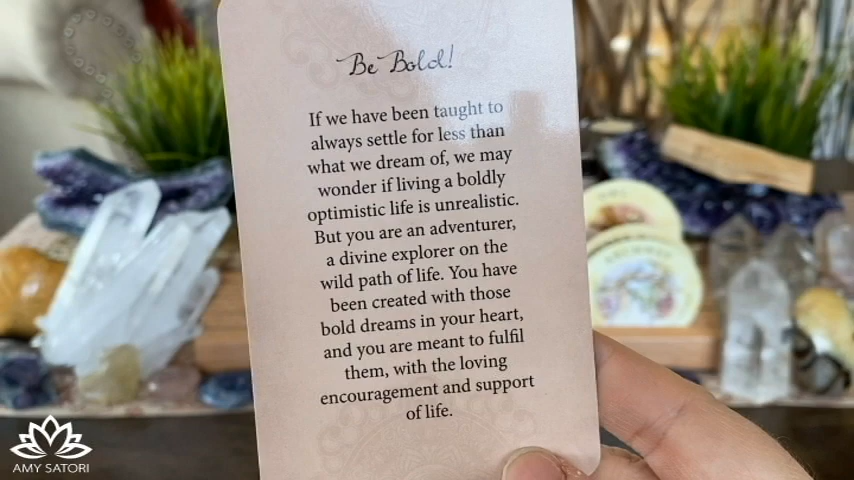 Be Bold!
If we have been taught to
always settle for less than
what we dream of, we may
wonder if living a boldly
optimistic life is unrealistic.
But you are an adventurer,
a divine explorer on the
wild path of life. You have
been created with those
bold dreams in your heart,
and you are meant to fulfil
them, with the loving
encouragement and support
of life.
AMY SATORI